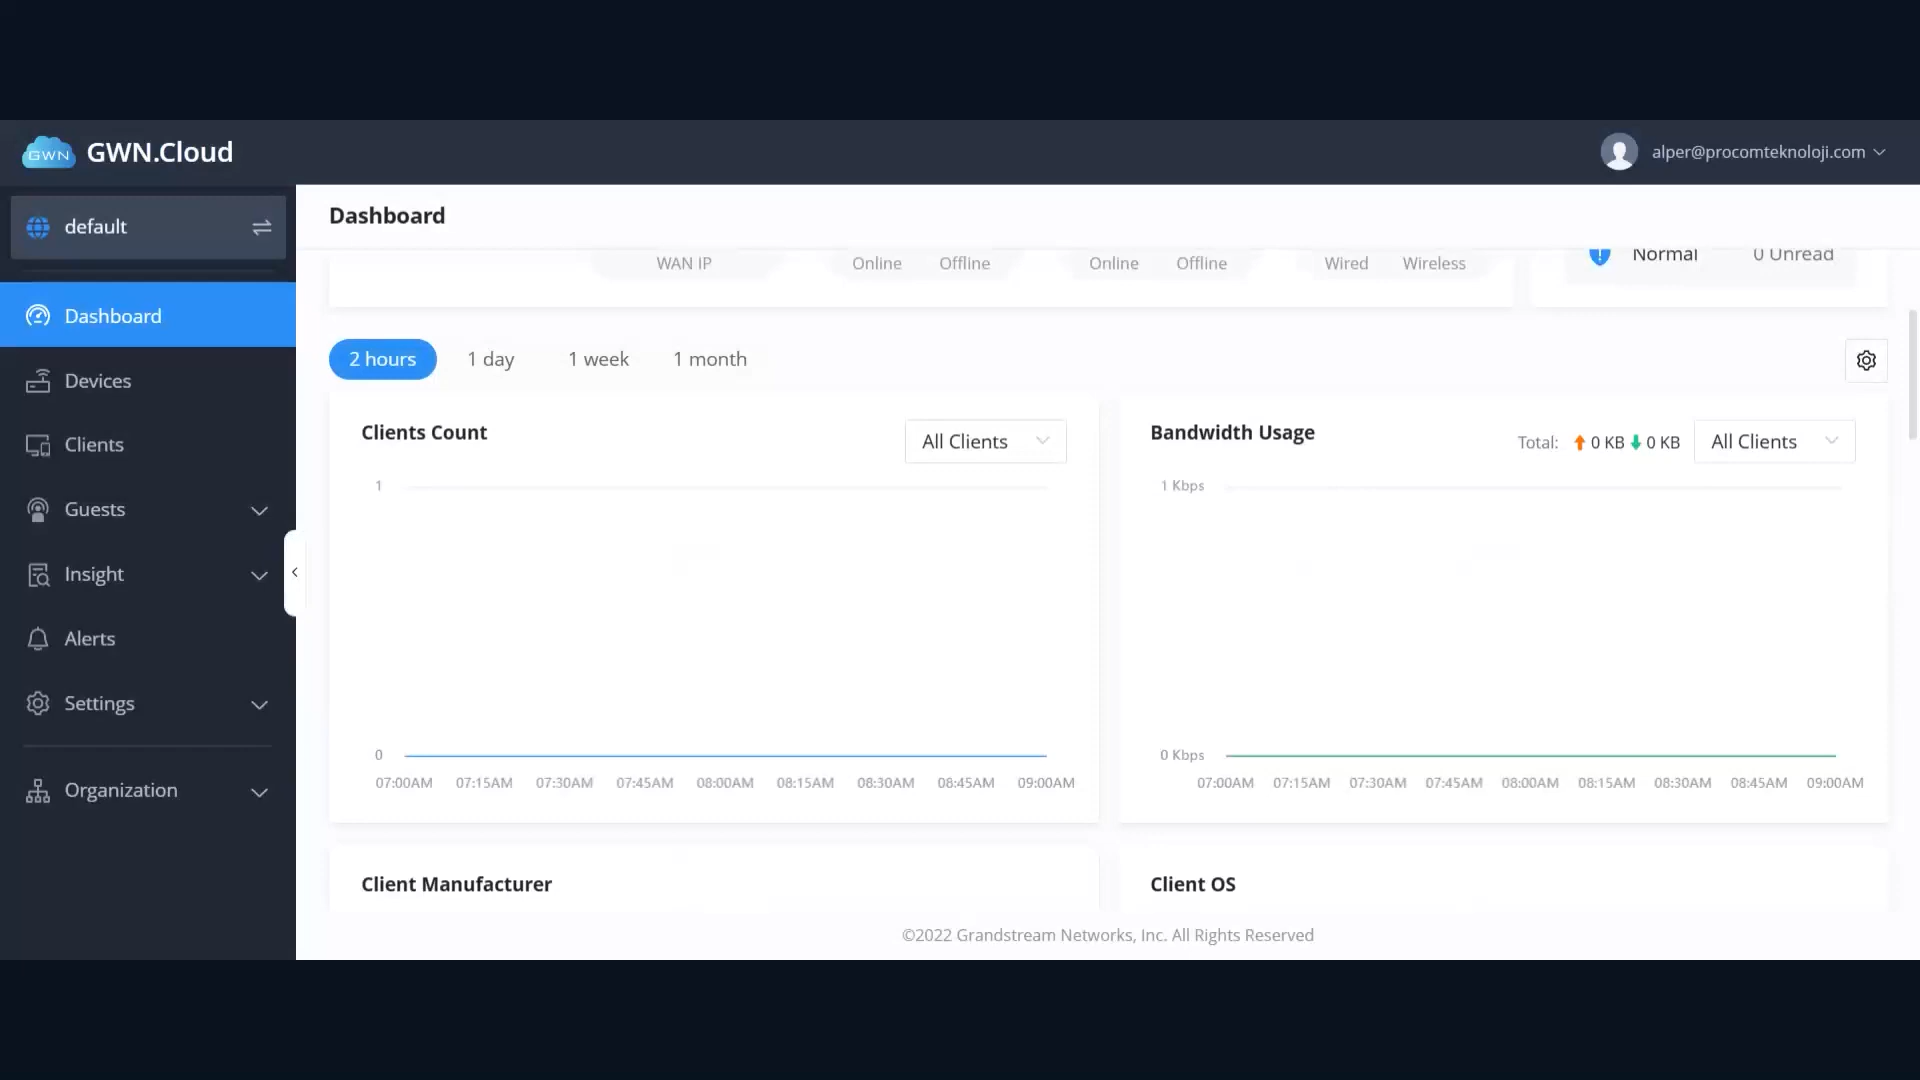 GWN GWN.Cloud
alper@procomteknoloji.com
default
Dashboard
Devices
Clients
Guests
Insight
Alerts
Settings
Organization
Dashboard
WAN IP Online Offline Online Offline Wired Wireless
Normal 0 Unread
2 hours 1 day 1 week 1 month
Clients Count
All Clients
1
0
07:00AM 07:15AM 07:30AM 07:45AM 08:00AM 08:15AM 08:30AM 08:45AM 09:00AM
Bandwidth Usage
Total: 0 KB 0 KB
All Clients
1 Kbps
0 Kbps
07:00AM 07:15AM 07:30AM 07:45AM 08:00AM 08:15AM 08:30AM 08:45AM 09:00AM
Client Manufacturer
Client OS
©2022 Grandstream Networks, Inc. All Rights Reserved